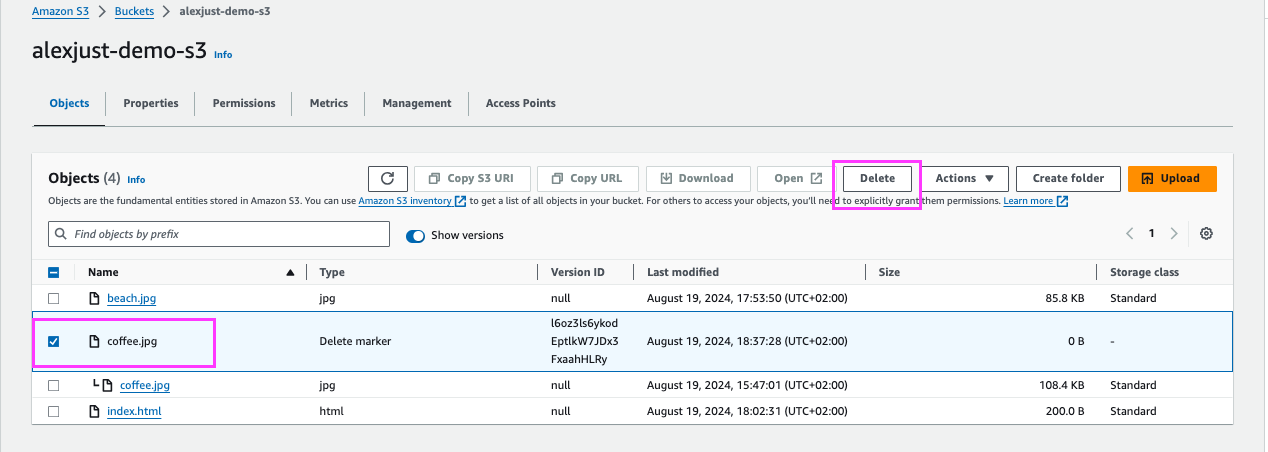 Amazon S3 > Buckets > alexjust-demo-s3
alexjust-demo-s3 Info
Objects Properties Permissions Metrics Management Access Points
Objects (4) Info Copy S3 URI Copy URL Download Open Delete Actions Create folder Upload
Objects are the fundamental entities stored in Amazon S3. You can use Amazon S3 inventory to get a list of all objects in your bucket. For others to access your objects, you'll need to explicitly grant them permissions. Learn more
Find objects by prefix Show versions 1
Name Type Version ID Last modified Size Storage class
beach.jpg jpg null August 19, 2024, 17:53:50 (UTC+02:00) 85.8 KB Standard
l6oz3ls6ykod
coffee.jpg Delete marker EptlkW7JDx3 August 19, 2024, 18:37:28 (UTC+02:00) 0 B -
FxaahHLRy
coffee.jpg jpg null August 19, 2024, 15:47:01 (UTC+02:00) 108.4 KB Standard
index.html html null August 19, 2024, 18:02:31 (UTC+02:00) 200.0 B Standard